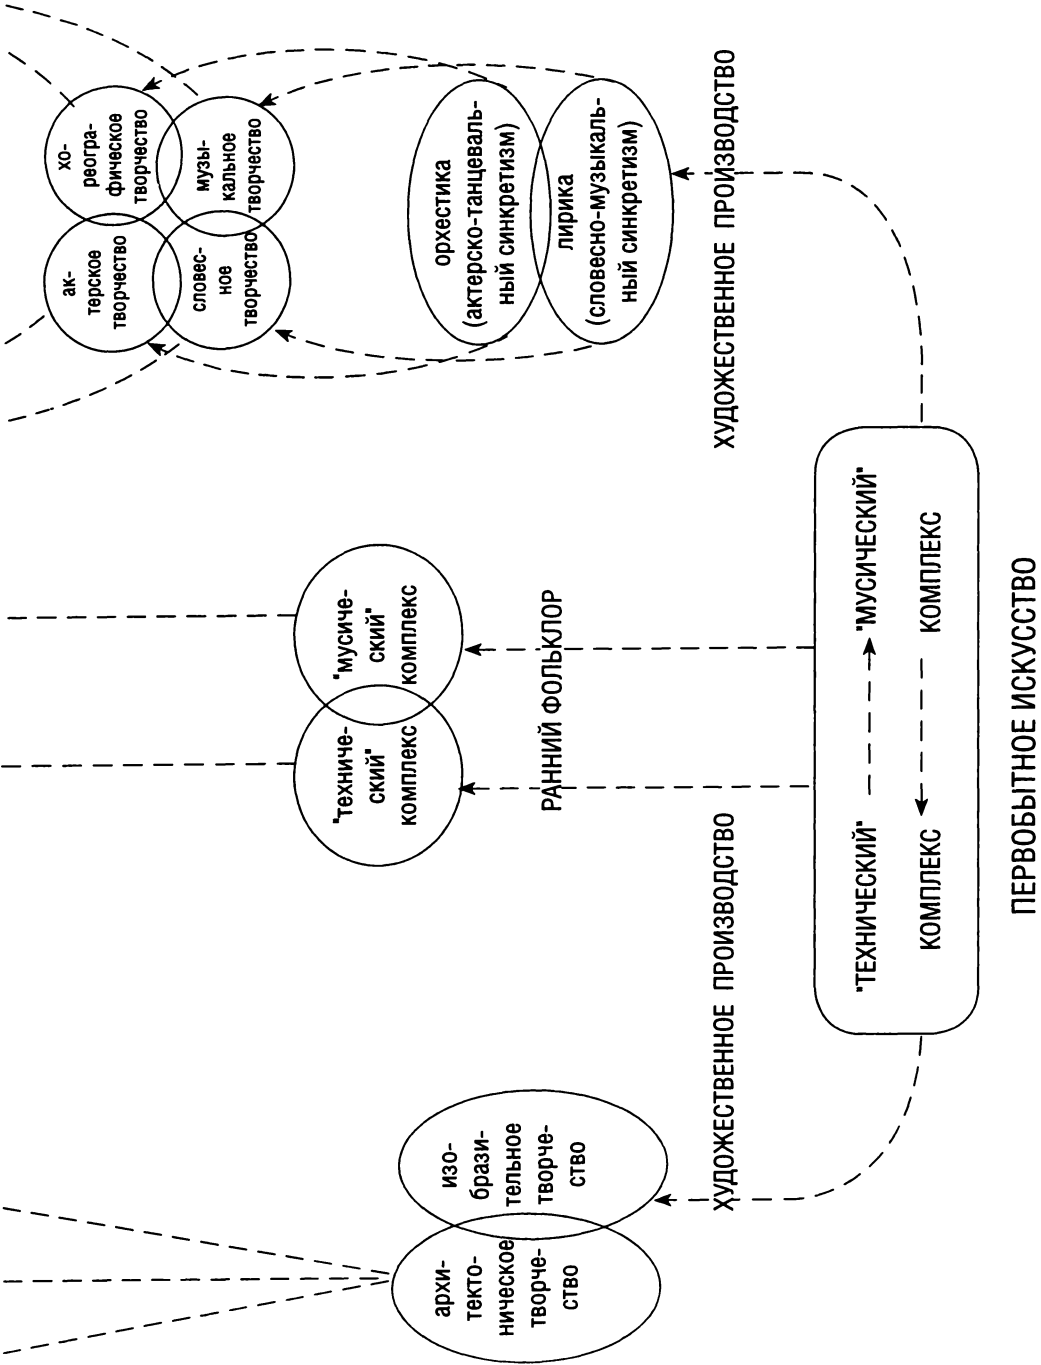 хо-
реогра-
фическое
творчество
музы-
кальное
творчество
ак-
терское
творчество
словес-
ное
творчество
орхестика
(актерско-танцеваль-
ный синкретизм)
лирика
(словесно-музыкаль-
ный синкретизм)
ХУДОЖЕСТВЕННОЕ ПРОИЗВОДСТВО
"мусиче-
ский"
комплекс
"техниче-
ский"
комплекс
РАННИЙ ФОЛЬКЛОР
изо-
брази-
тельное
творче-
ство
архи-
текто-
ническое
творче-
ство
ХУДОЖЕСТВЕННОЕ ПРОИЗВОДСТВО
"ТЕХНИЧЕСКИЙ"
КОМПЛЕКС
"МУСИЧЕСКИЙ"
КОМПЛЕКС
ПЕРВОБЫТНОЕ ИСКУССТВО